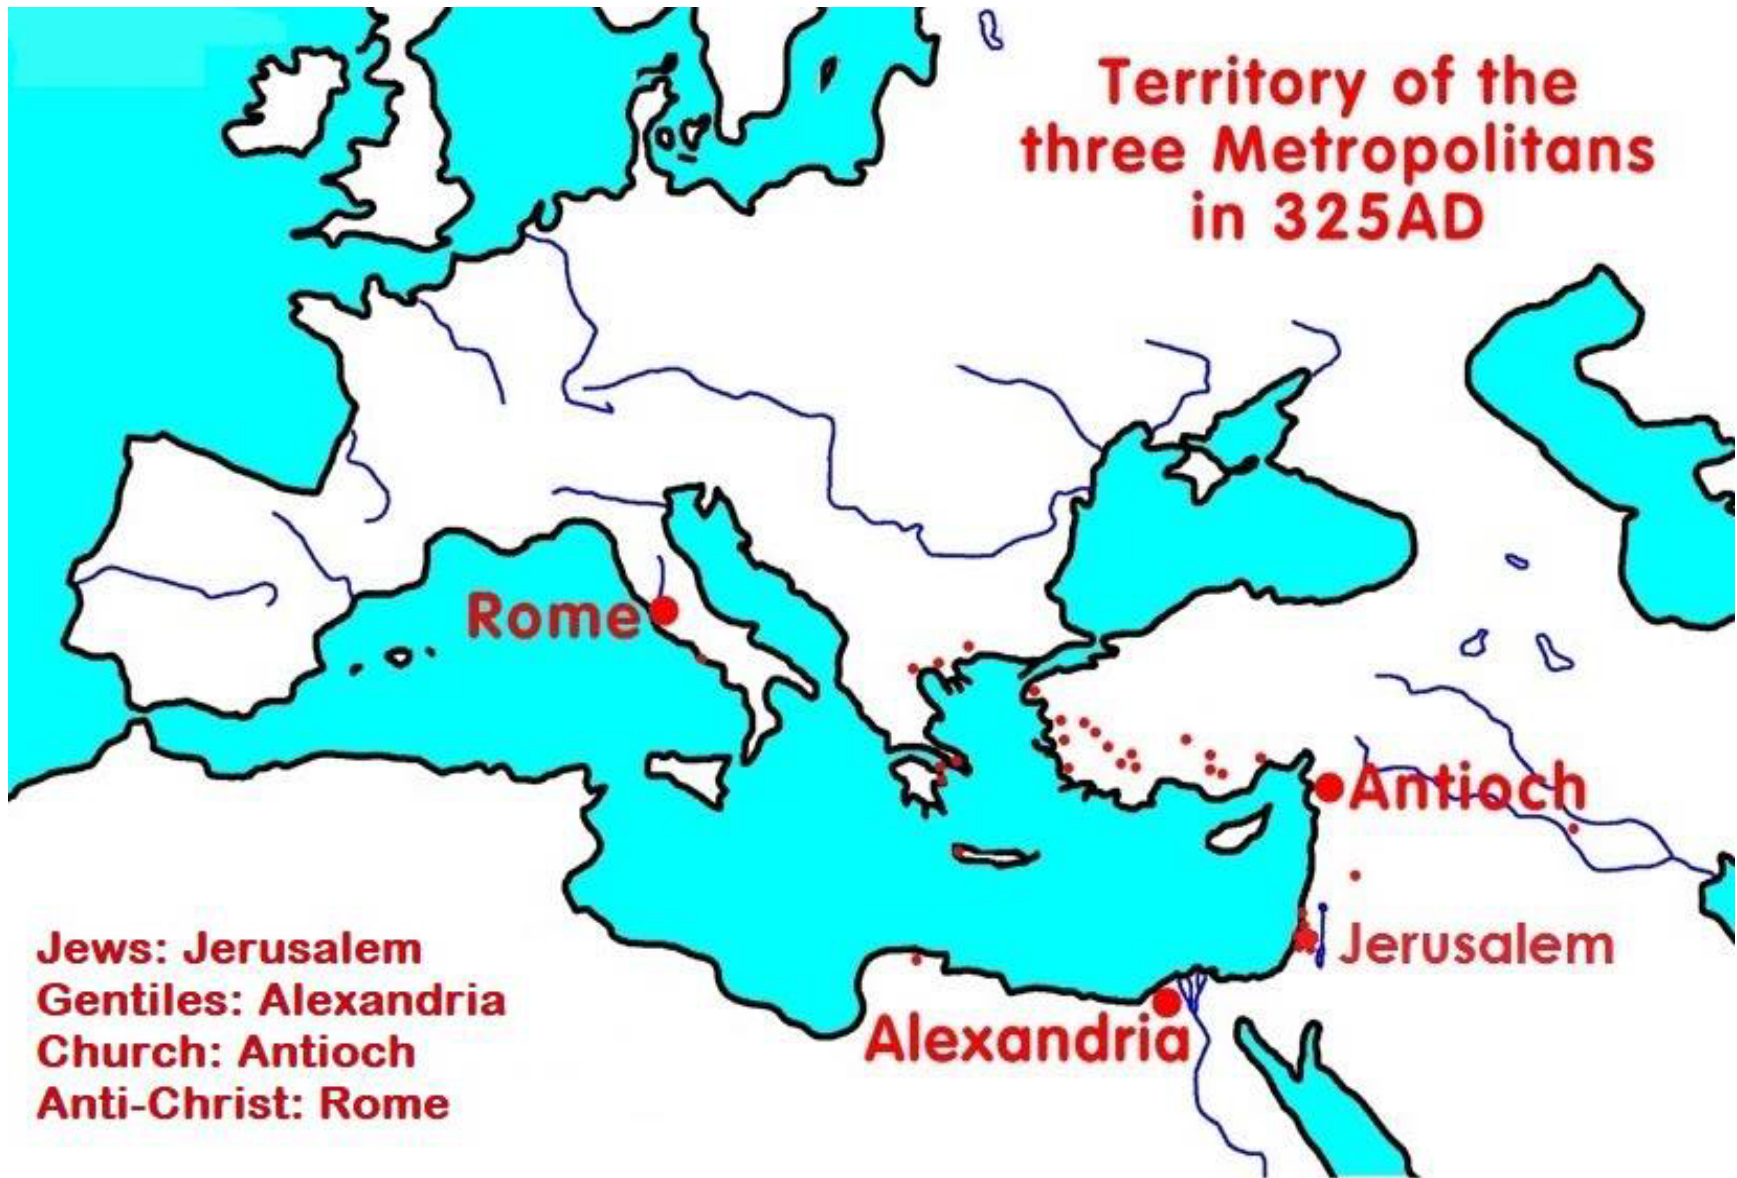 Territory of the
three Metropolitans
in 325AD
Rome
Antioch
Jerusalem
Alexandria
Jews: Jerusalem
Gentiles: Alexandria
Church: Antioch
Anti-Christ: Rome